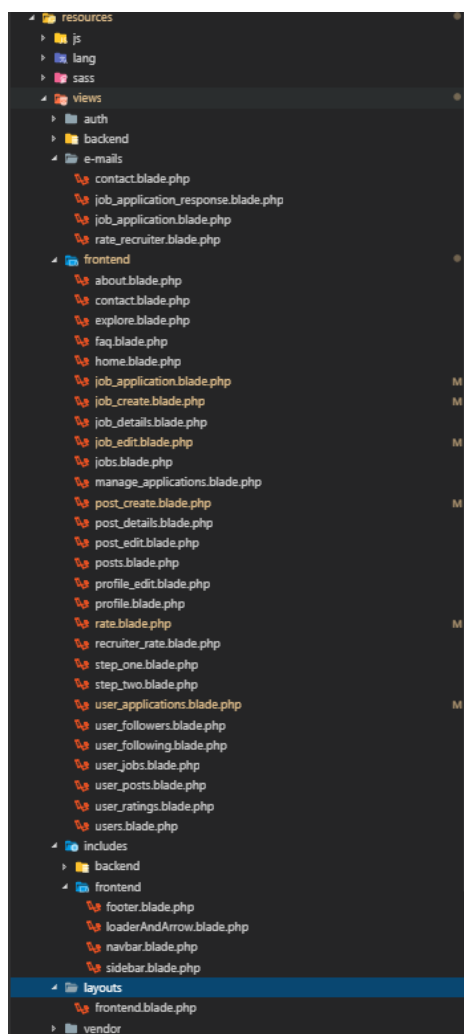 resources
js
lang
sass
views
auth
backend
e-mails
contact.blade.php
job_application_response.blade.php
job_application.blade.php
rate_recruiter.blade.php
frontend
about.blade.php
contact.blade.php
explore.blade.php
faq.blade.php
home.blade.php
job_application.blade.php M
job_create.blade.php M
job_details.blade.php
job_edit.blade.php M
jobs.blade.php
manage_applications.blade.php
post_create.blade.php M
post_details.blade.php
post_edit.blade.php
posts.blade.php
profile_edit.blade.php
profile.blade.php
rate.blade.php M
recruiter_rate.blade.php
step_one.blade.php
step_two.blade.php
user_applications.blade.php M
user_followers.blade.php
user_following.blade.php
user_jobs.blade.php
user_posts.blade.php
user_ratings.blade.php
users.blade.php
includes
backend
frontend
footer.blade.php
loaderAndArrow.blade.php
navbar.blade.php
sidebar.blade.php
layouts
frontend.blade.php
vendor